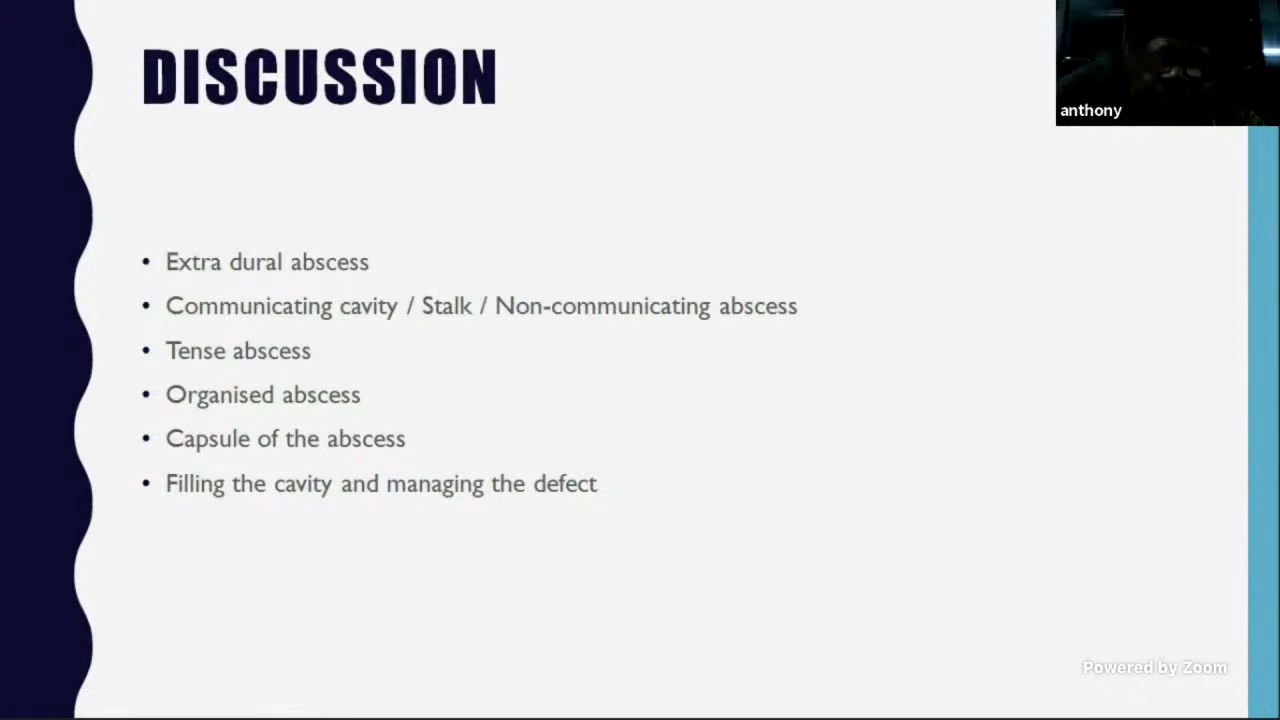 DISCUSSION
anthony
• Extra dural abscess
• Communicating cavity / Stalk / Non-communicating abscess
• Tense abscess
• Organised abscess
• Capsule of the abscess
• Filling the cavity and managing the defect
Powered by Zoom